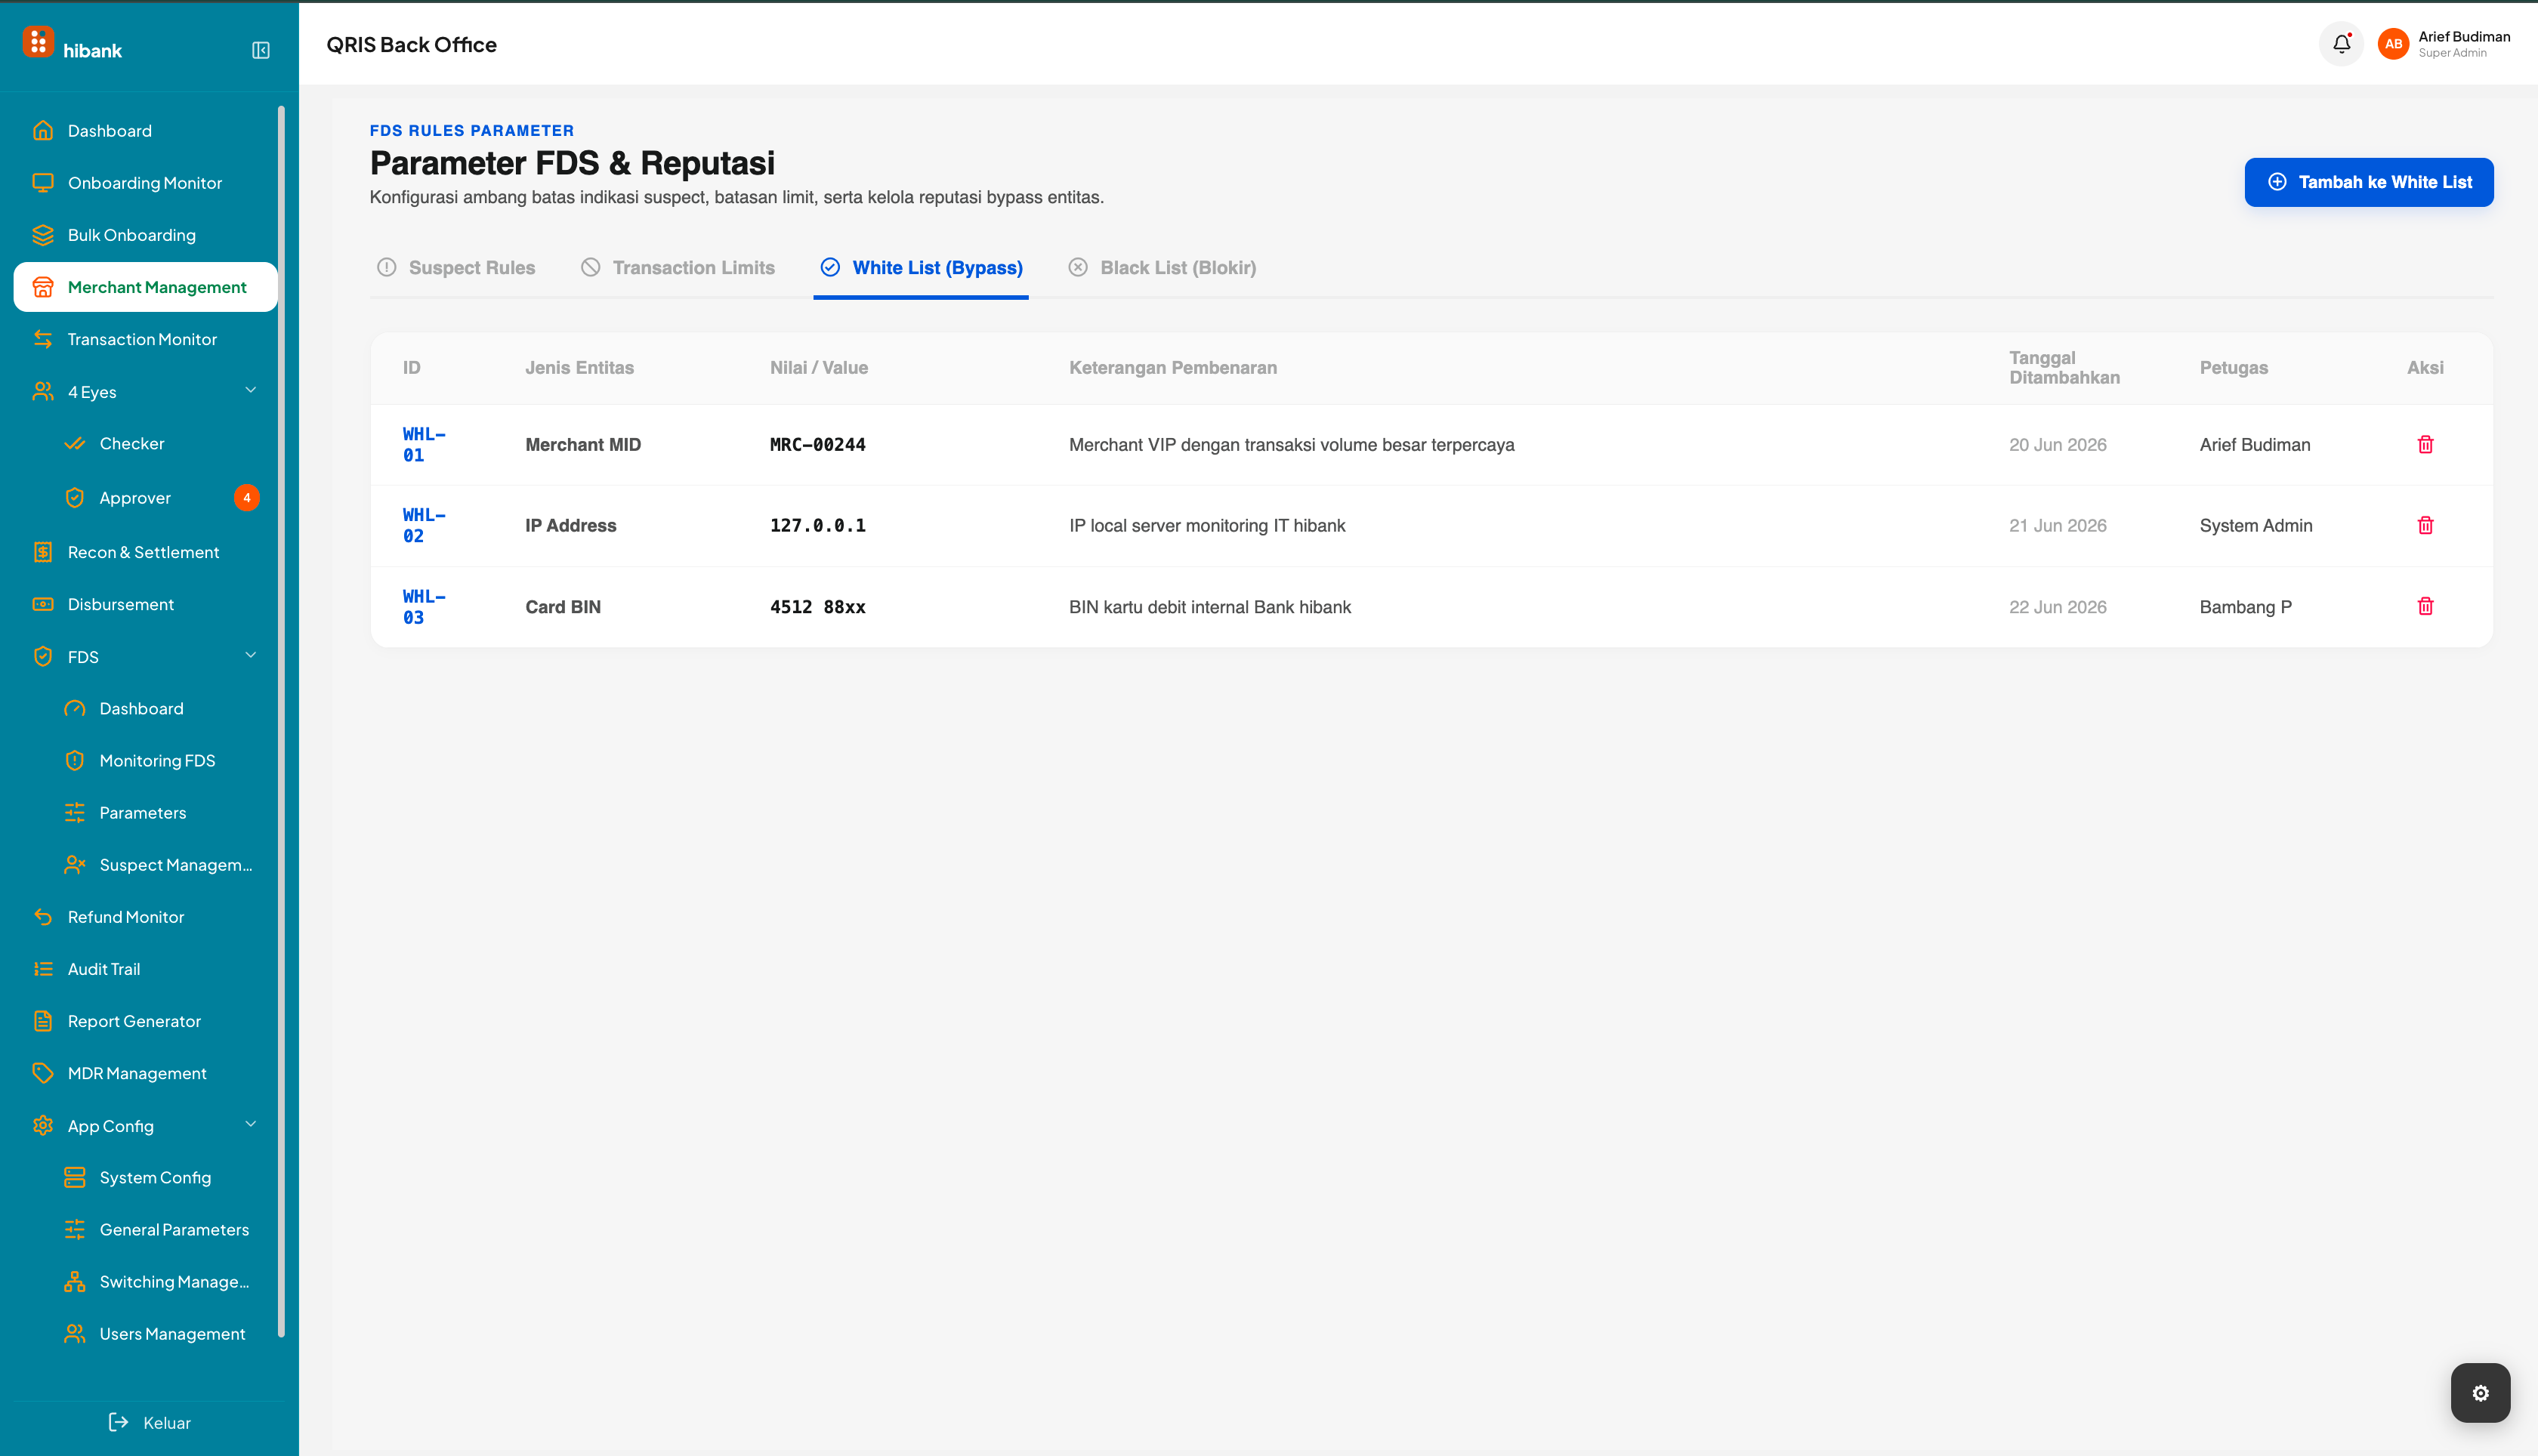 hibank
QRIS Back Office
AB
Arief Budiman
Super Admin
Dashboard
Onboarding Monitor
Bulk Onboarding
Merchant Management
Transaction Monitor
4 Eyes
Checker
Approver
4
Recon & Settlement
Disbursement
FDS
Dashboard
Monitoring FDS
Parameters
Suspect Managem...
Refund Monitor
Audit Trail
Report Generator
MDR Management
App Config
System Config
General Parameters
Switching Manage...
Users Management
Keluar
FDS RULES PARAMETER
Parameter FDS & Reputasi
Konfigurasi ambang batas indikasi suspect, batasan limit, serta kelola reputasi bypass entitas.
Tambah ke White List
Suspect Rules
Transaction Limits
White List (Bypass)
Black List (Blokir)
ID
Jenis Entitas
Nilai / Value
Keterangan Pembenaran
Tanggal
Ditambahkan
Petugas
Aksi
WHL-
01
Merchant MID
MRC-00244
Merchant VIP dengan transaksi volume besar terpercaya
20 Jun 2026
Arief Budiman
WHL-
02
IP Address
127.0.0.1
IP local server monitoring IT hibank
21 Jun 2026
System Admin
WHL-
03
Card BIN
4512 88xx
BIN kartu debit internal Bank hibank
22 Jun 2026
Bambang P